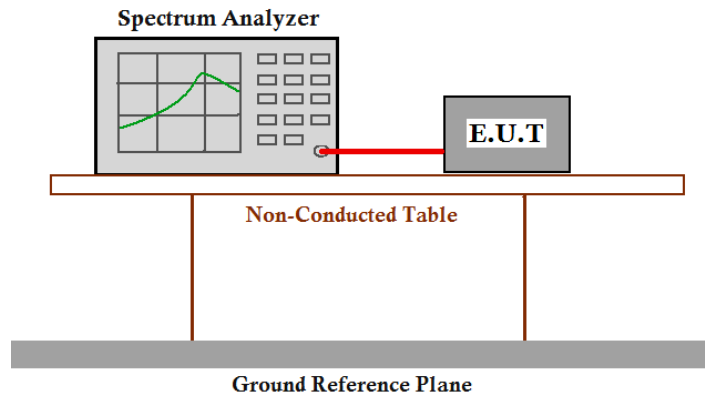 Spectrum Analyzer
E.U.T
Non-Conducted Table
Ground Reference Plane